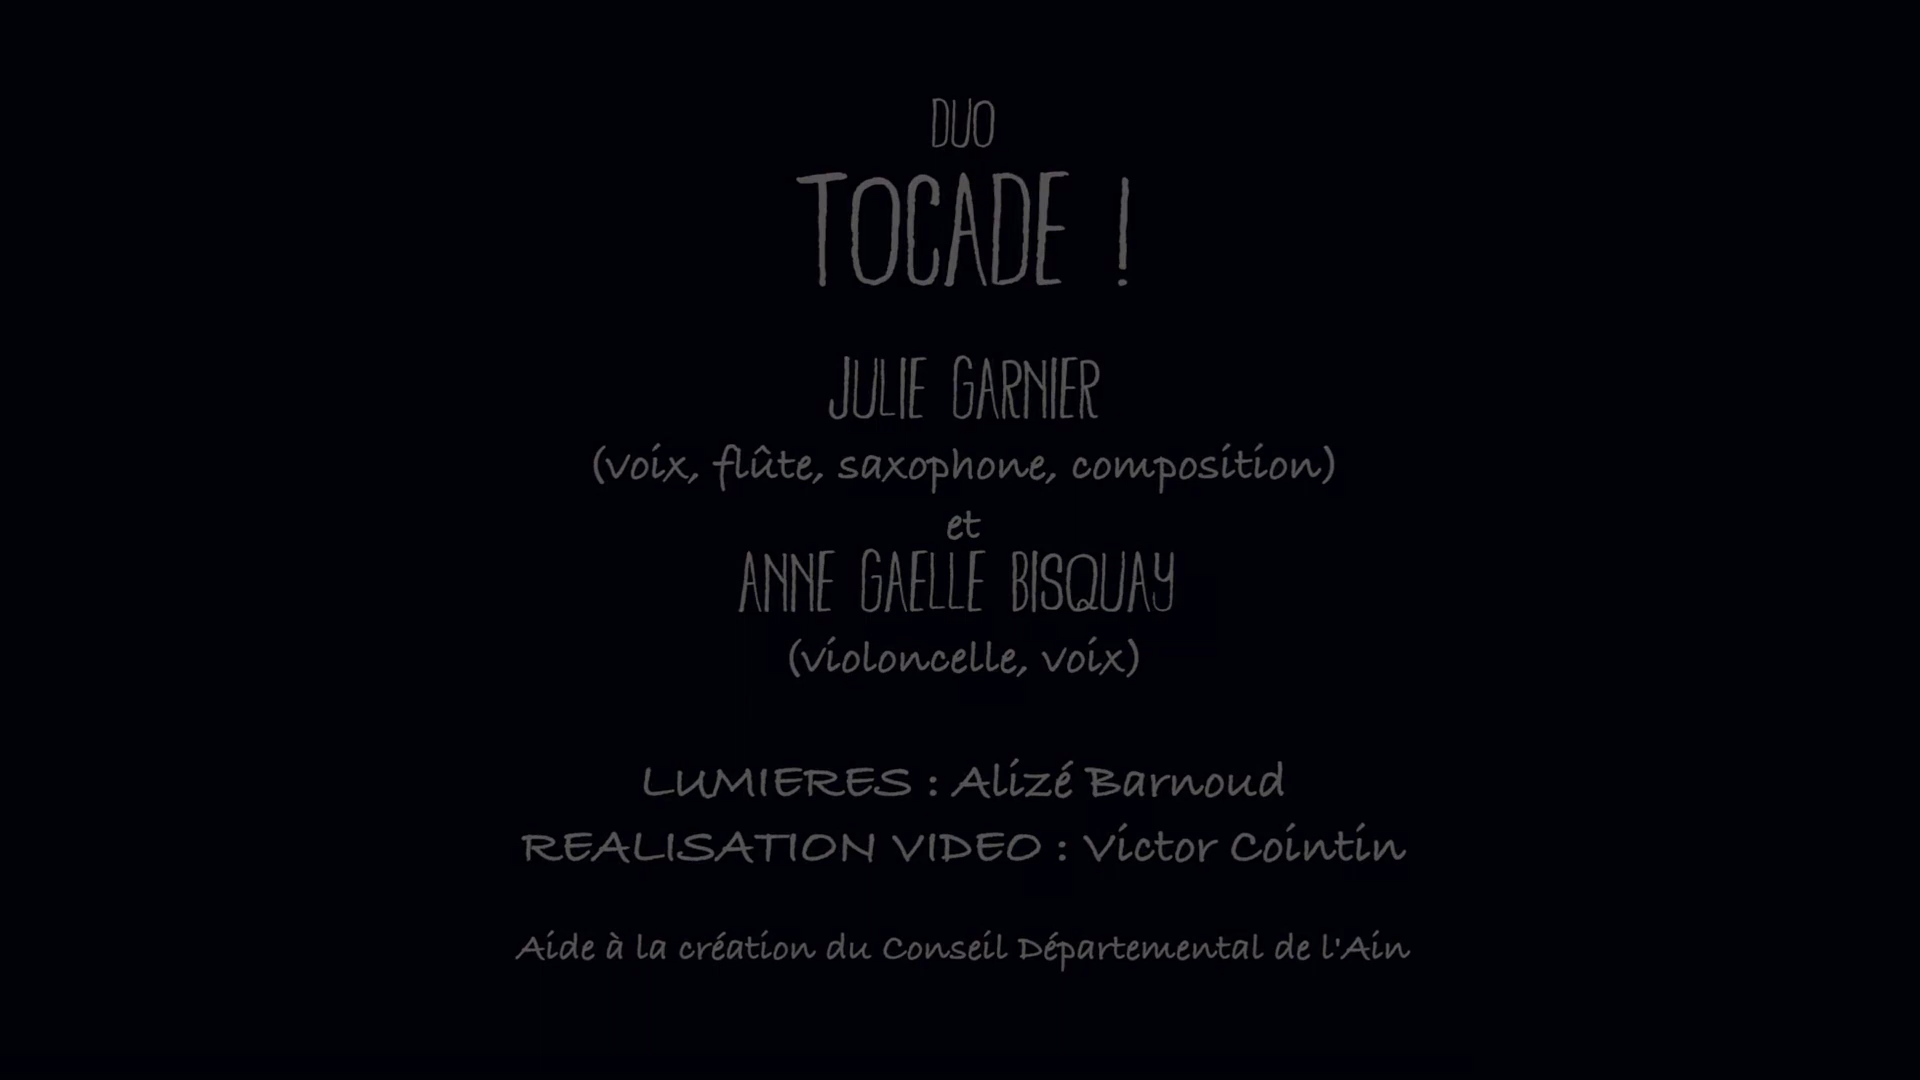 DUO
TOCADE !
JULIE GARNIER
(voix, flûte, saxophone, composition)
et
ANNE GAELLE BISQUAY
(violoncelle, voix)
LUMIERES : Alizé Barnoud
REALISATION VIDEO : Victor Cointin
Aide à la création du Conseil Départemental de l'Ain